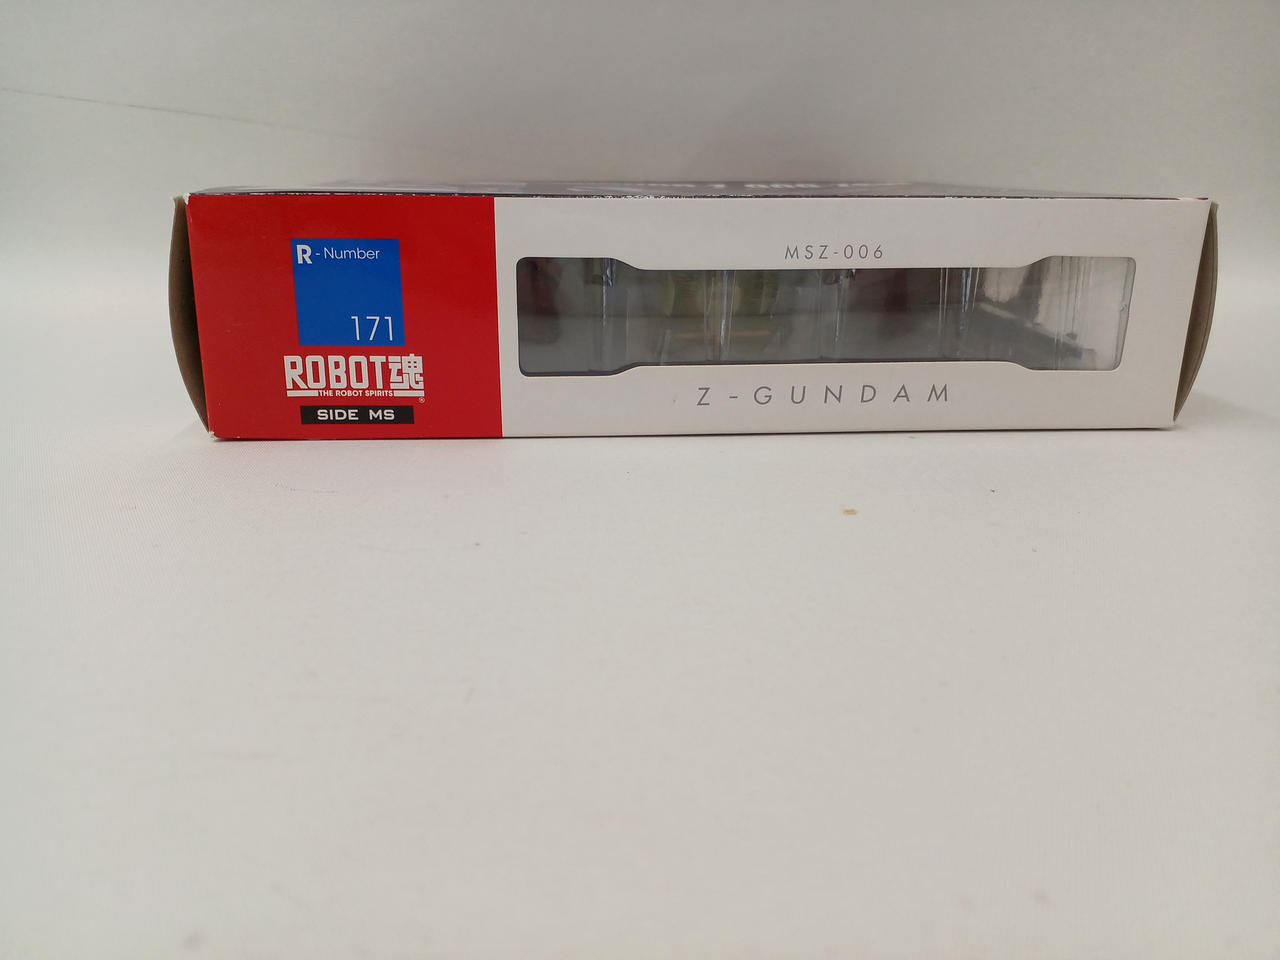 R - Number
171
ROBOT魂
THE ROBOT SPIRITS
®
SIDE MS
MSZ-006
Z-GUNDAM